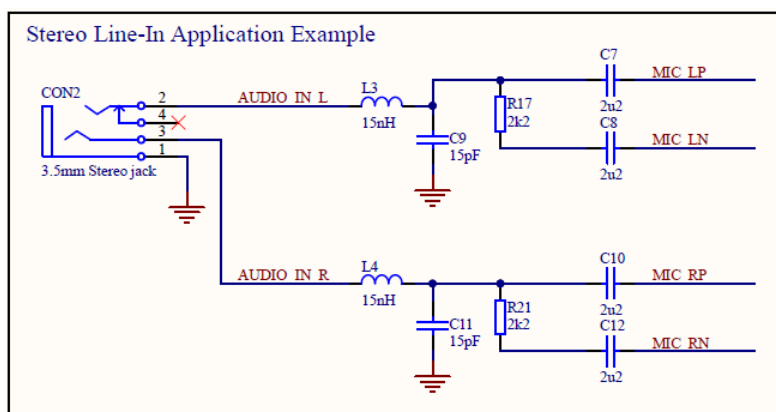 Stereo Line-In Application Example
CON2
2
4
3
1
3.5mm Stereo jack
AUDIO IN L
L3
15nH
C9
15pF
R17
2k2
C7
2u2
MIC LP
C8
2u2
MIC LN
AUDIO IN R
L4
15nH
C11
15pF
R21
2k2
C10
2u2
MIC RP
C12
2u2
MIC RN